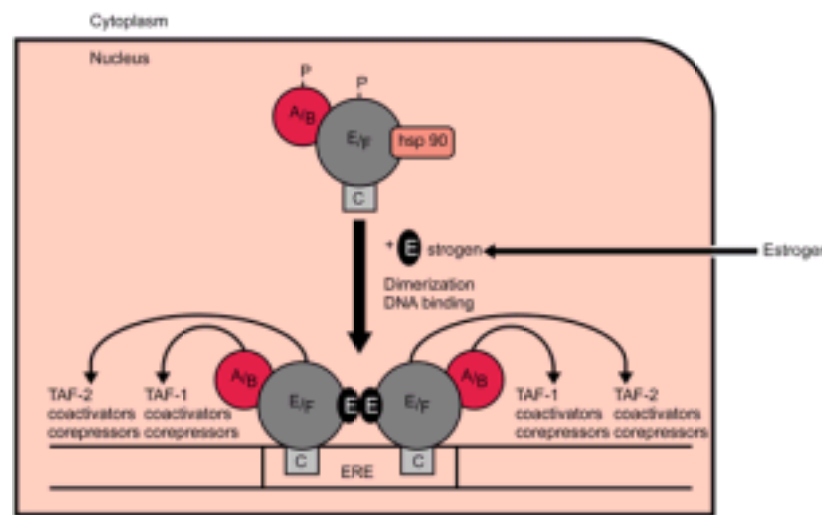 Cytoplasm
Nucleus
P
P
A/B
E/F
hsp 90
C
+ E strogen
Estrogen
Dimerization
DNA binding
A/B
A/B
TAF-2
coactivators
corepressors
TAF-1
coactivators
corepressors
E/F
E
E
E/F
TAF-1
coactivators
corepressors
TAF-2
coactivators
corepressors
C
ERE
C